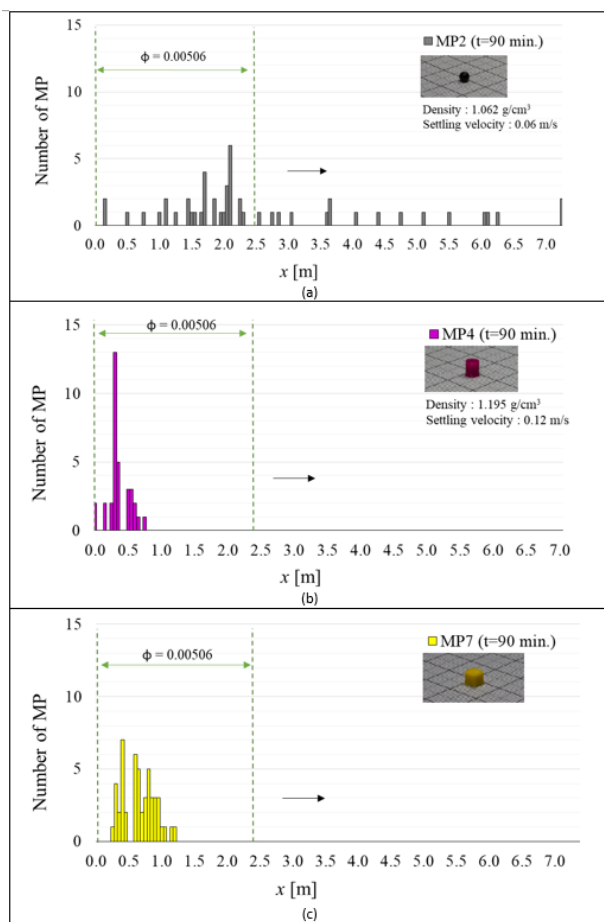 15
MP2 (t=90 min.)
ϕ = 0.00506
Density : 1.062 g/cm³
Settling velocity : 0.06 m/s
10
5
0
Number of MP
0.0 0.5 1.0 1.5 2.0 2.5 3.0 3.5 4.0 4.5 5.0 5.5 6.0 6.5 7.0
x [m]
(a)
15
ϕ = 0.00506
MP4 (t=90 min.)
Density : 1.195 g/cm³
Settling velocity : 0.12 m/s
10
5
0
Number of MP
0.0 0.5 1.0 1.5 2.0 2.5 3.0 3.5 4.0 4.5 5.0 5.5 6.0 6.5 7.0
x [m]
(b)
15
ϕ = 0.00506
MP7 (t=90 min.)
10
5
0
Number of MP
0.0 0.5 1.0 1.5 2.0 2.5 3.0 3.5 4.0 4.5 5.0 5.5 6.0 6.5 7.0
x [m]
(c)